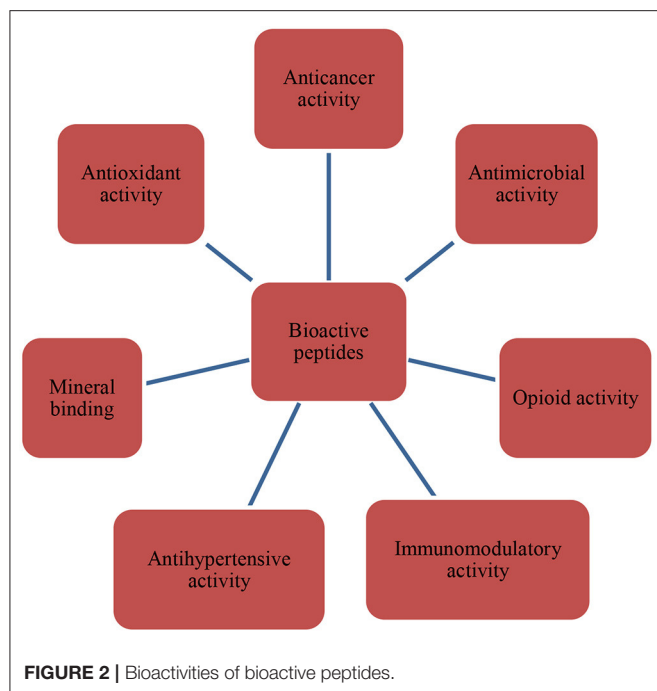 Anticancer
activity
Antioxidant
activity
Antimicrobial
activity
Bioactive
peptides
Mineral
binding
Opioid activity
Antihypertensive
activity
Immunomodulatory
activity
FIGURE 2 | Bioactivities of bioactive peptides.